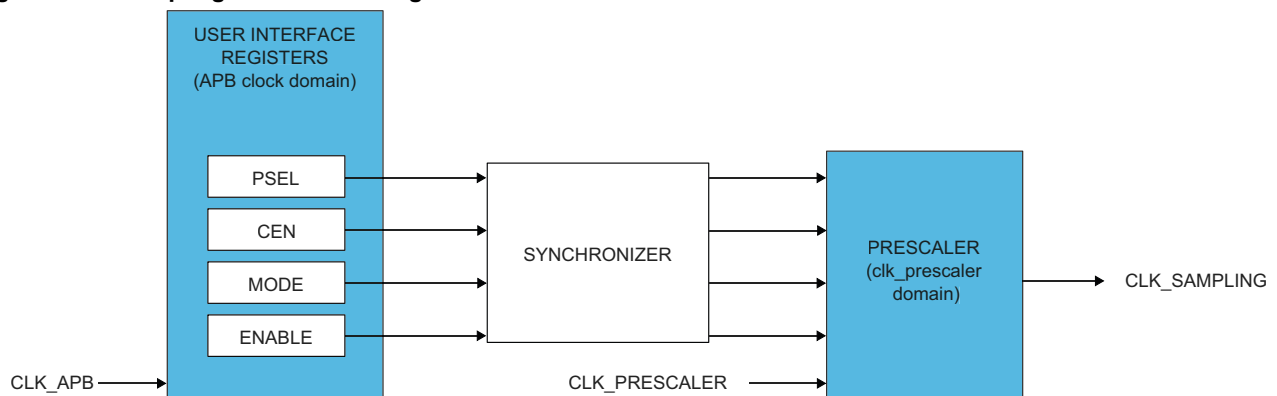 USER INTERFACE
REGISTERS
(APB clock domain)
PSEL
CEN
MODE
ENABLE
SYNCHRONIZER
PRESCALER
(clk_prescaler
domain)
CLK_SAMPLING
CLK_APB
CLK_PRESCALER